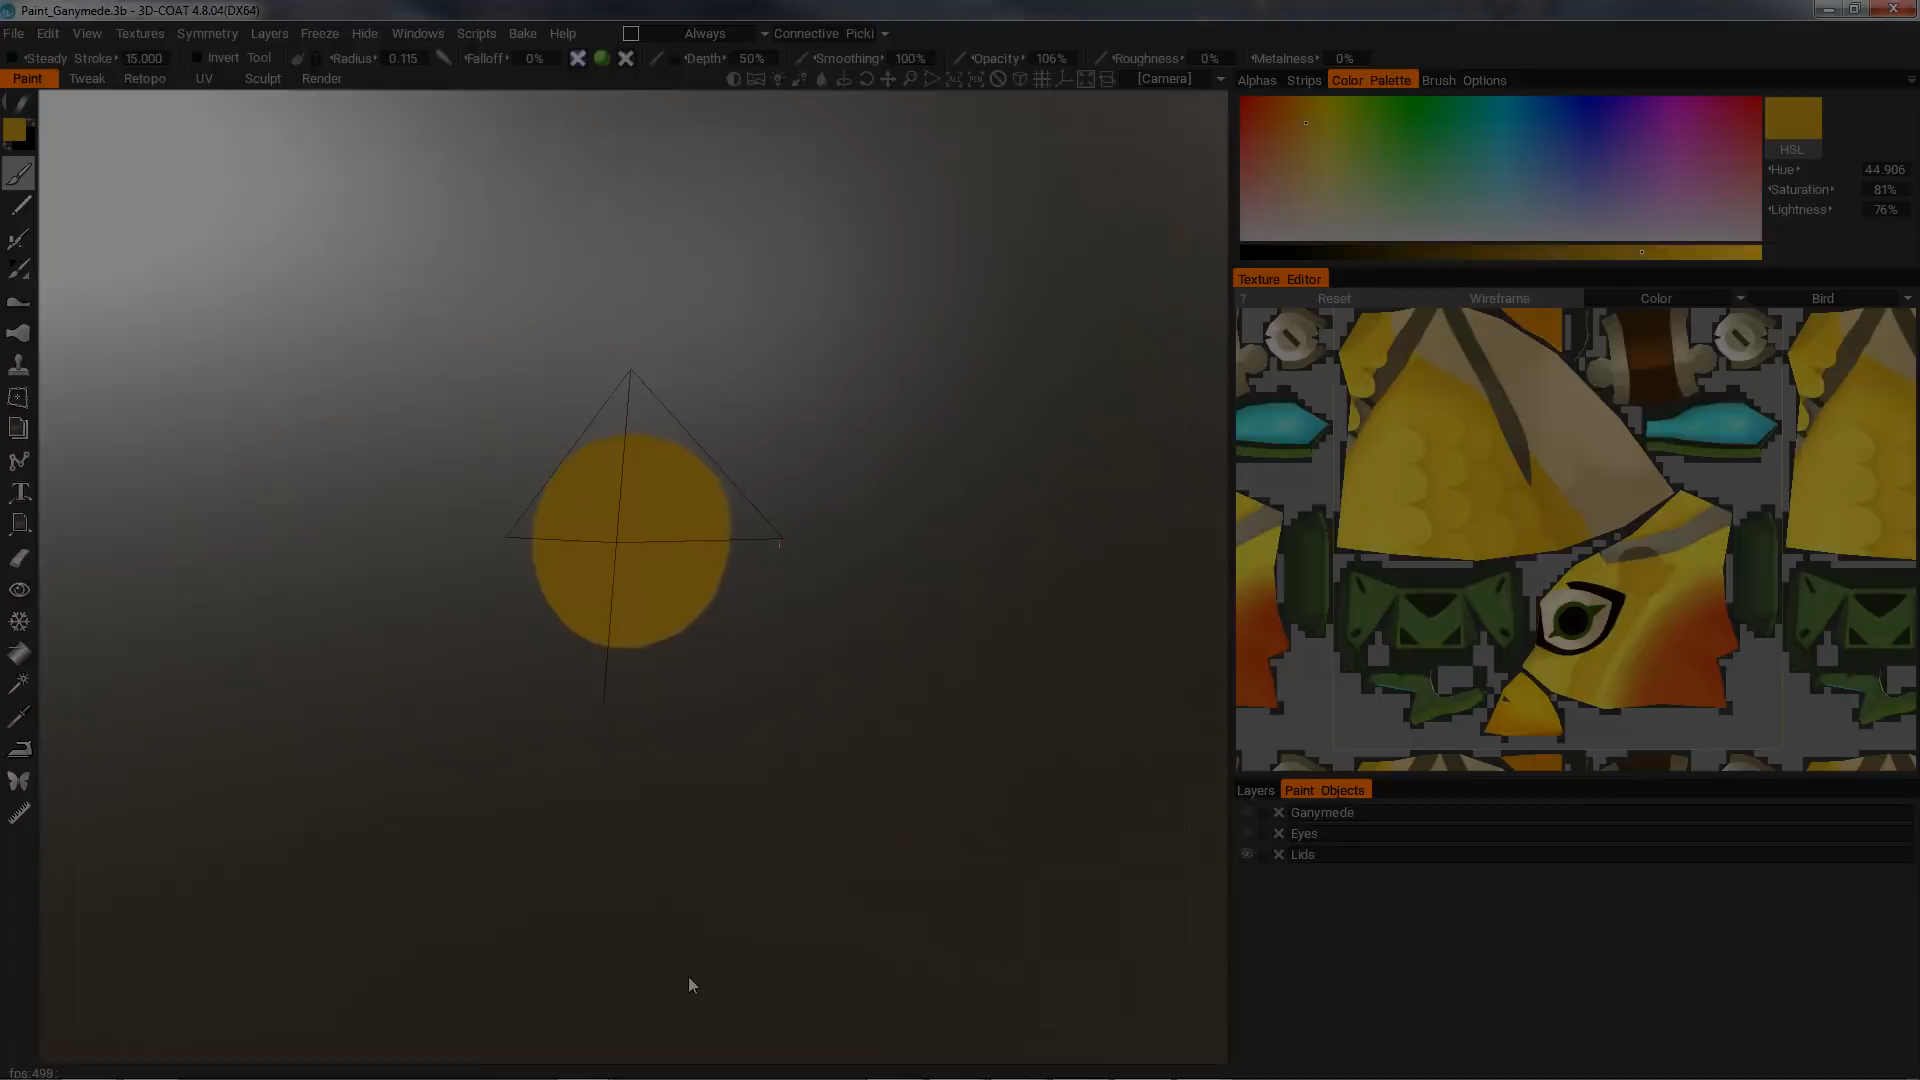 Paint_Ganymede.3b - 3D-COAT 4.8.04(DX64)
File Edit View Textures Symmetry Layers Freeze Hide Windows Scripts Bake Help Always Connective Picki
Steady Stroke 15.000 Invert Tool Radius 0.115 Falloff 0% Depth 50% Smoothing 100% Opacity 106% Roughness 0% Metalness 0%
Paint Tweak Retopo UV Sculpt Render [Camera] Alphas Strips Color Palette Brush Options
HSL
Hue 44.906
Saturation 81%
Lightness 76%
Texture Editor
? Reset Wireframe Color Bird
Layers Paint Objects
Ganymede
Eyes
Lids
fps:498: